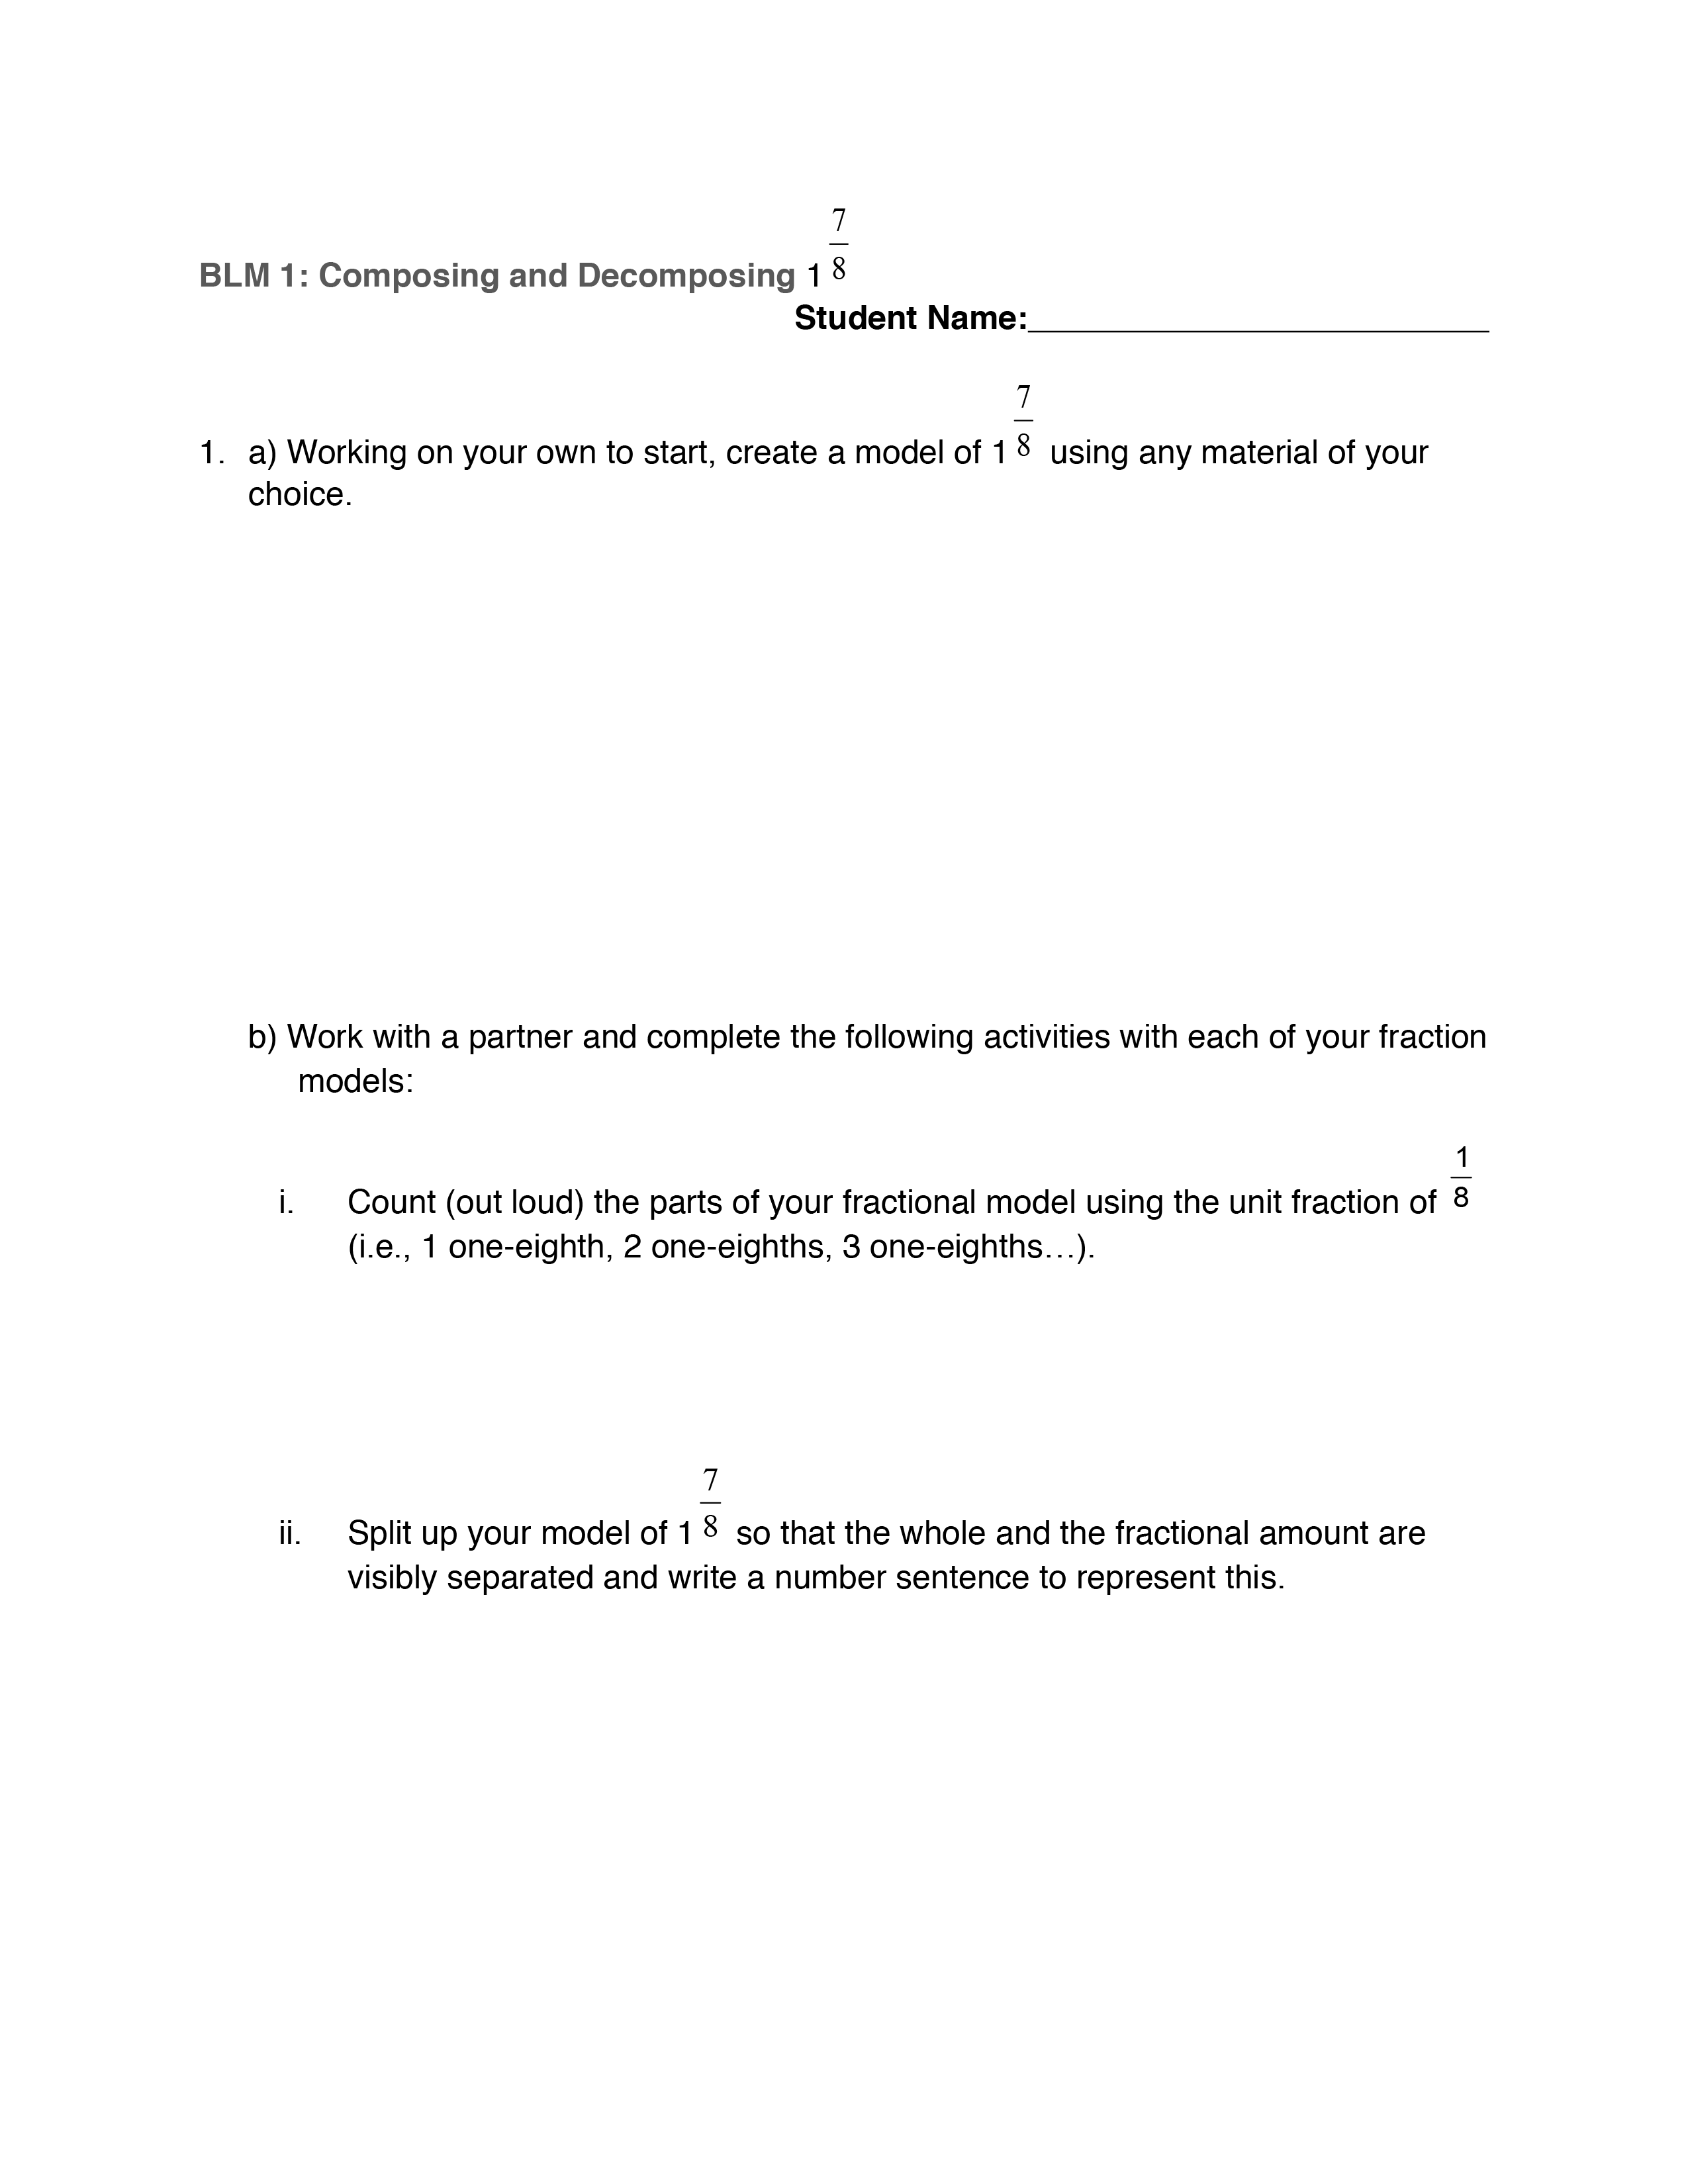 BLM 1: Composing and Decomposing 1 7/8
Student Name:_________________________
1. a) Working on your own to start, create a model of 1 7/8 using any material of your
choice.
b) Work with a partner and complete the following activities with each of your fraction
models:
i. Count (out loud) the parts of your fractional model using the unit fraction of 1/8
(i.e., 1 one-eighth, 2 one-eighths, 3 one-eighths…).
ii. Split up your model of 1 7/8 so that the whole and the fractional amount are
visibly separated and write a number sentence to represent this.